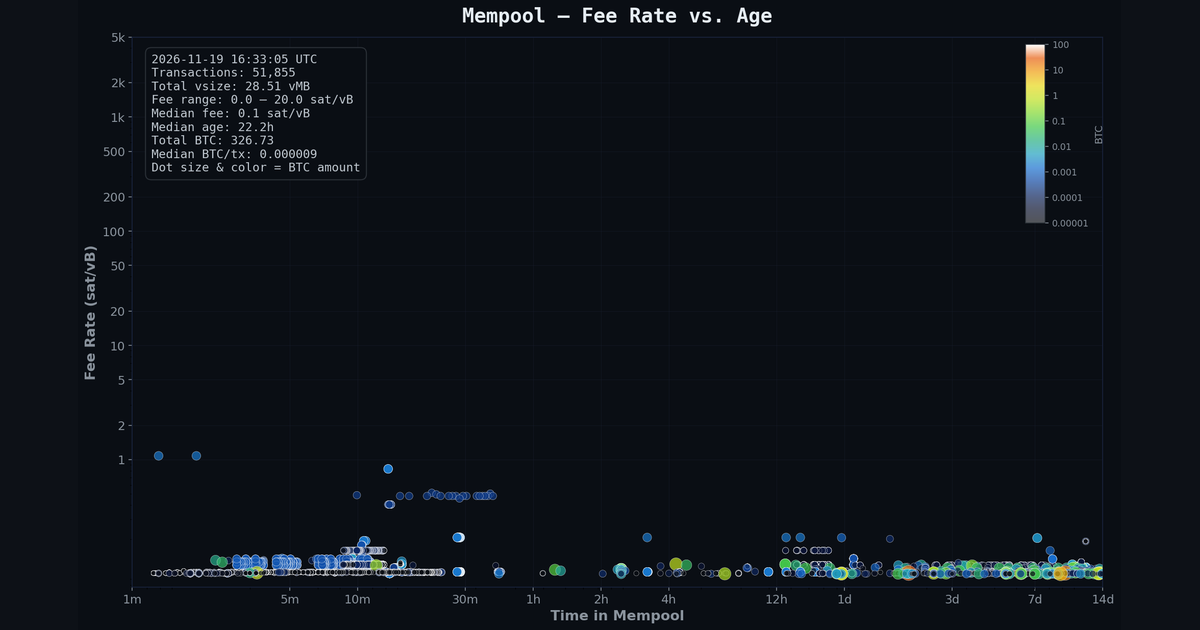 Mempool — Fee Rate vs. Age
2026-11-19 16:33:05 UTC
Transactions: 51,855
Total vsize: 28.51 vMB
Fee range: 0.0 – 20.0 sat/vB
Median fee: 0.1 sat/vB
Median age: 22.2h
Total BTC: 326.73
Median BTC/tx: 0.000009
Dot size & color = BTC amount
5k
2k
1k
500
200
100
50
20
10
5
2
1
Fee Rate (sat/vB)
100
10
1
0.1
0.01
0.001
0.0001
0.00001
BTC
1m 5m 10m 30m 1h 2h 4h 12h 1d 3d 7d 14d
Time in Mempool